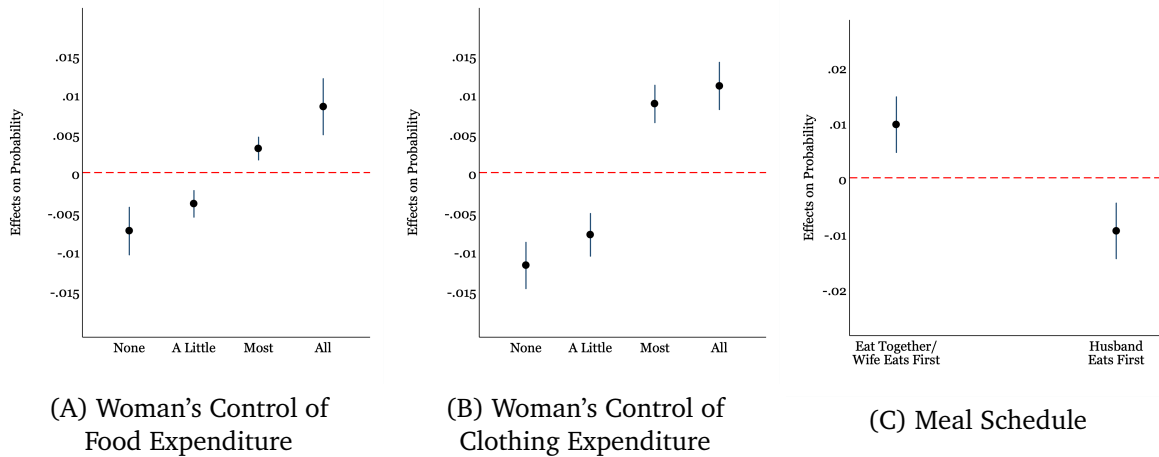 Effects on Probability
.015
.01
.005
0
-.005
-.01
-.015
None A Little Most All
(A) Woman's Control of
Food Expenditure
Effects on Probability
.015
.01
.005
0
-.005
-.01
-.015
None A Little Most All
(B) Woman's Control of
Clothing Expenditure
Effects on Probability
.02
.01
0
-.01
-.02
Eat Together/ Husband
Wife Eats First Eats First
(C) Meal Schedule